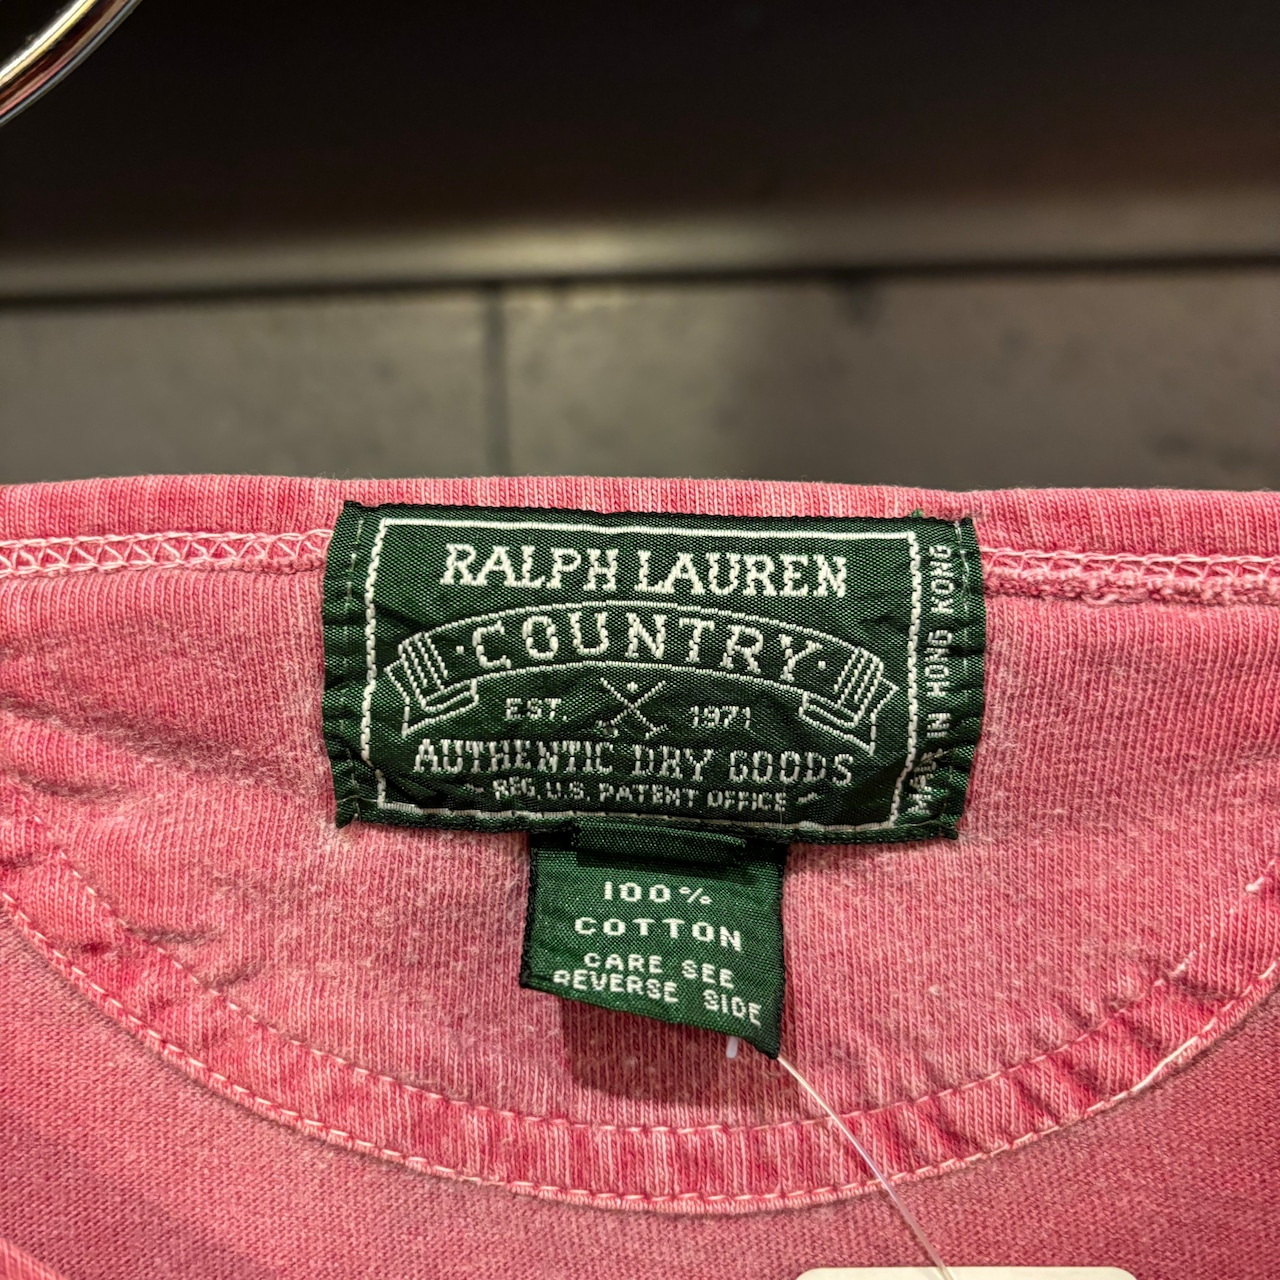 RALPH LAUREN
·COUNTRY·
EST. 1971
AUTHENTIC DRY GOODS
— REG. U.S. PATENT OFFICE —
MADE IN HONG KONG
100%
COTTON
CARE SEE
REVERSE SIDE